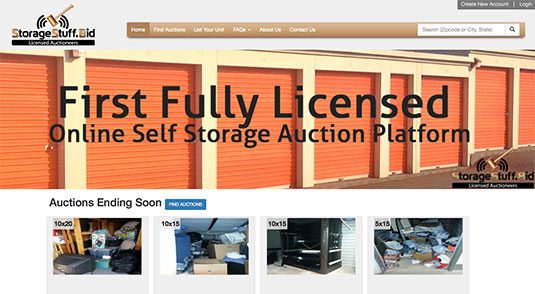 Create New Account | Login
StorageStuff.Bid
Licensed Auctioneers
Home Find Auctions List Your Unit FAQs About Us Contact Us
Search (Zipcode or City, State)
First Fully Licensed
Online Self Storage Auction Platform
StorageStuff.Bid
Licensed Auctioneers
Auctions Ending Soon FIND AUCTIONS
10x20 10x15 10x15 5x15